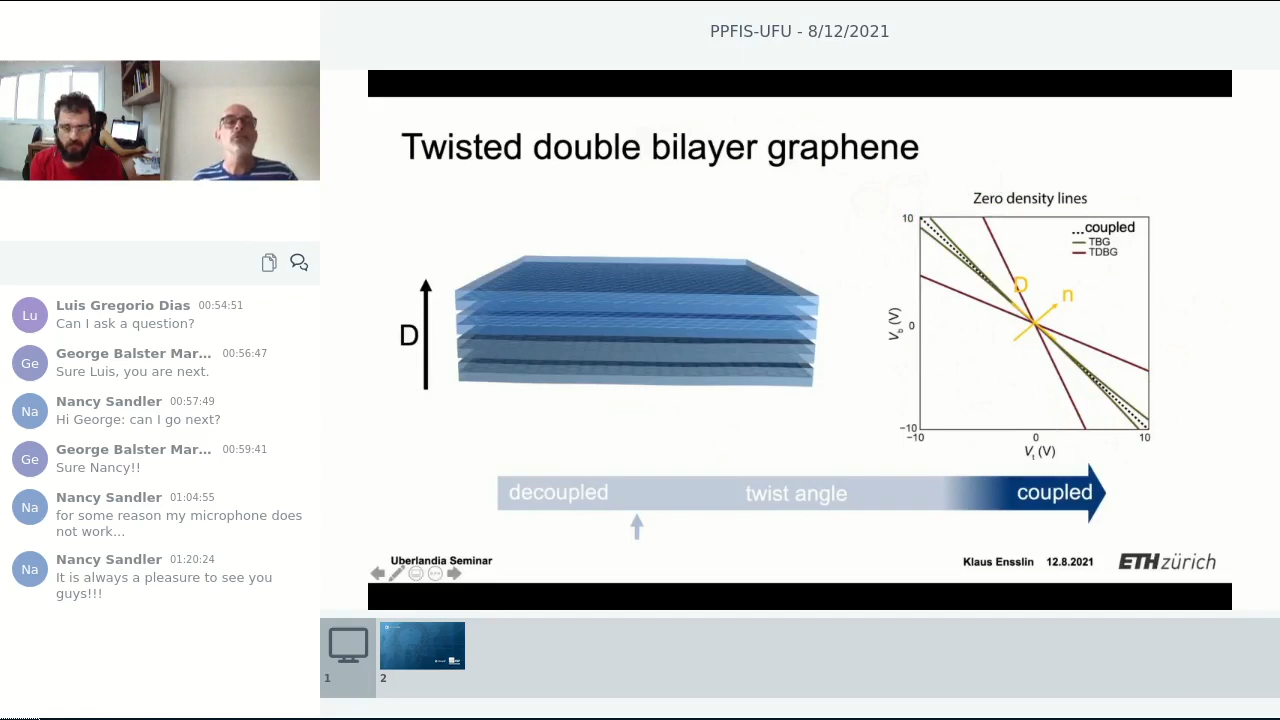 PPFIS-UFU - 8/12/2021
Lu
Luis Gregorio Dias 00:54:51
Can I ask a question?
Ge
George Balster Mar... 00:56:47
Sure Luis, you are next.
Na
Nancy Sandler 00:57:49
Hi George: can I go next?
Ge
George Balster Mar... 00:59:41
Sure Nancy!!
Na
Nancy Sandler 01:04:55
for some reason my microphone does
not work...
Na
Nancy Sandler 01:20:24
It is always a pleasure to see you
guys!!!
Twisted double bilayer graphene
D
Zero density lines
coupled
TBG
TDBG
D
n
10
0
−10
Vb (V)
−10
0
10
Vt (V)
decoupled
twist angle
coupled
Uberlandia Seminar
Klaus Ensslin 12.8.2021
ETH zürich
1
2